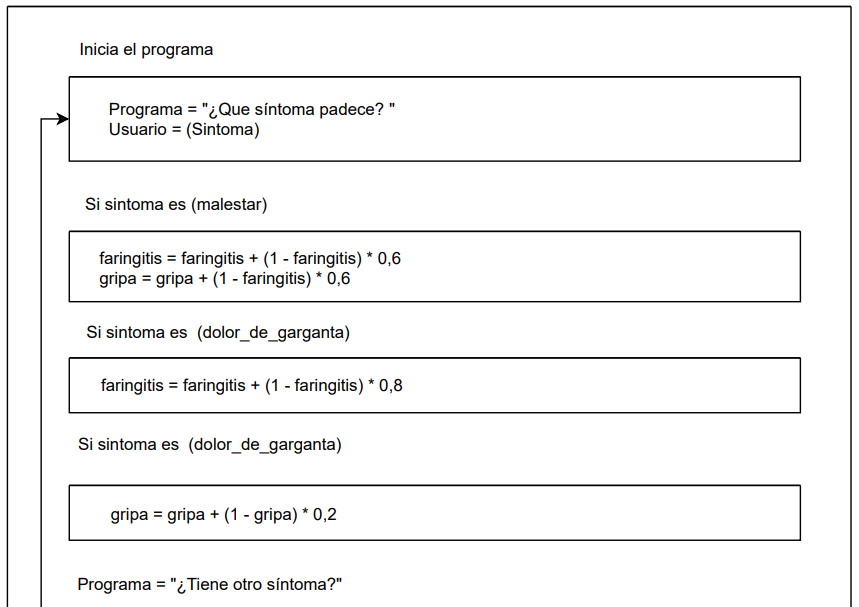 Inicia el programa
Programa = "¿Que síntoma padece? "
Usuario = (Sintoma)
Si sintoma es (malestar)
faringitis = faringitis + (1 - faringitis) * 0,6
gripa = gripa + (1 - faringitis) * 0,6
Si sintoma es  (dolor_de_garganta)
faringitis = faringitis + (1 - faringitis) * 0,8
Si sintoma es  (dolor_de_garganta)
gripa = gripa + (1 - gripa) * 0,2
Programa = "¿Tiene otro síntoma?"